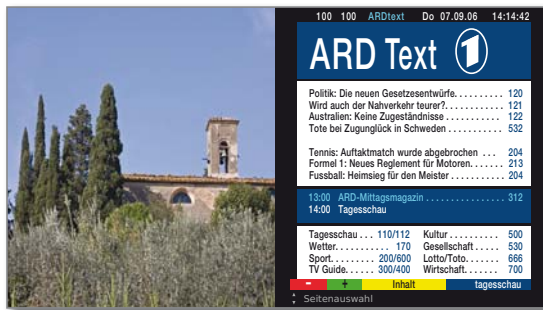 100 100 ARDtext Do 07.09.06 14:14:42
ARD Text 1
Politik: Die neuen Gesetzesentwürfe.......... 120
Wird auch der Nahverkehr teurer?............ 121
Australien: Keine Zugeständnisse ............ 122
Tote bei Zugunglück in Schweden ........... 532
Tennis: Auftaktmatch wurde abgebrochen ... 204
Formel 1: Neues Reglement für Motoren....... 213
Fussball: Heimsieg für den Meister ........... 204
13:00 ARD-Mittagsmagazin ................ 312
14:00 Tagesschau
Tagesschau ... 110/112 Kultur .......... 500
Wetter.......... 170 Gesellschaft ..... 530
Sport........ 200/600 Lotto/Toto....... 666
TV Guide...... 300/400 Wirtschaft....... 700
- + Inhalt tagesschau
Seitenauswahl